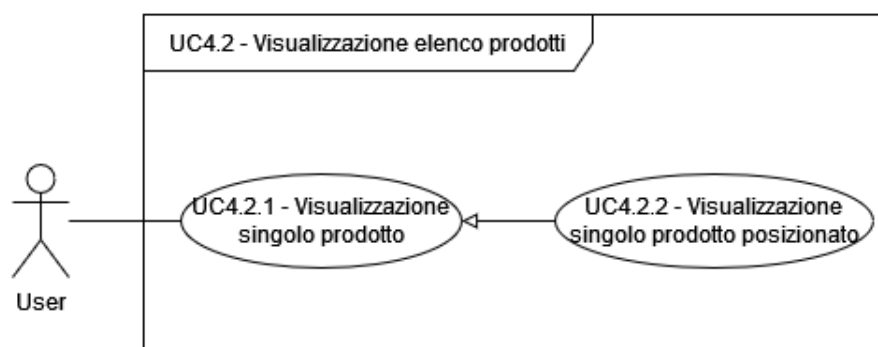 UC4.2 - Visualizzazione elenco prodotti
UC4.2.1 - Visualizzazione
singolo prodotto
UC4.2.2 - Visualizzazione
singolo prodotto posizionato
User